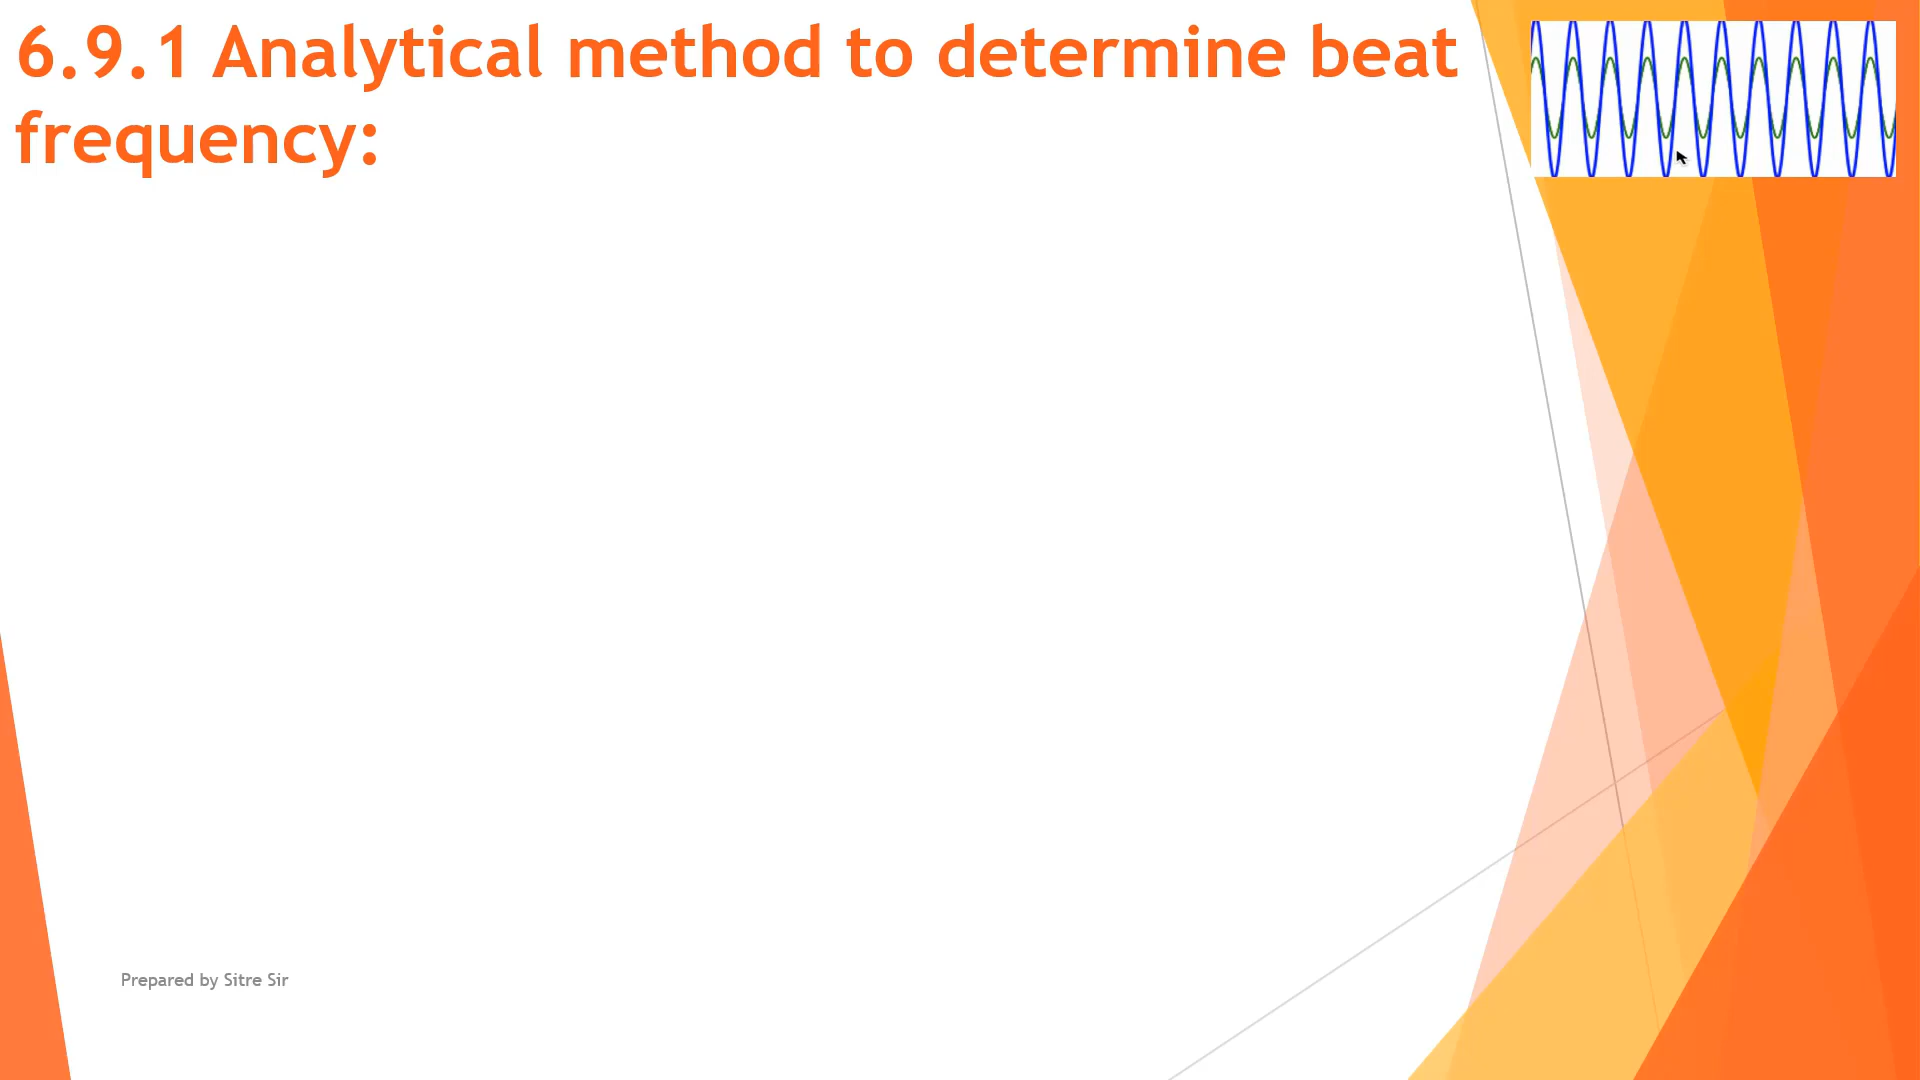 6.9.1 Analytical method to determine beat
frequency:
Prepared by Sitre Sir